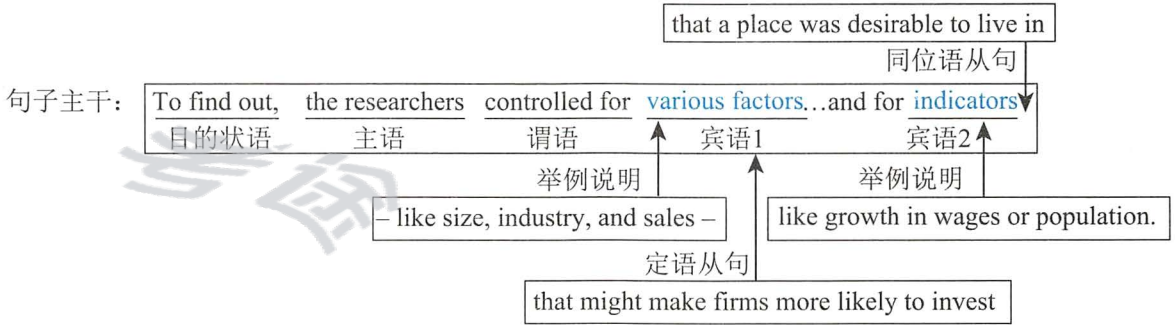 that a place was desirable to live in
同位语从句
句子主干: To find out, the researchers controlled for various factors…and for indicators
目的状语 主语 谓语 宾语1 宾语2
举例说明 举例说明
– like size, industry, and sales – like growth in wages or population.
定语从句
that might make firms more likely to invest